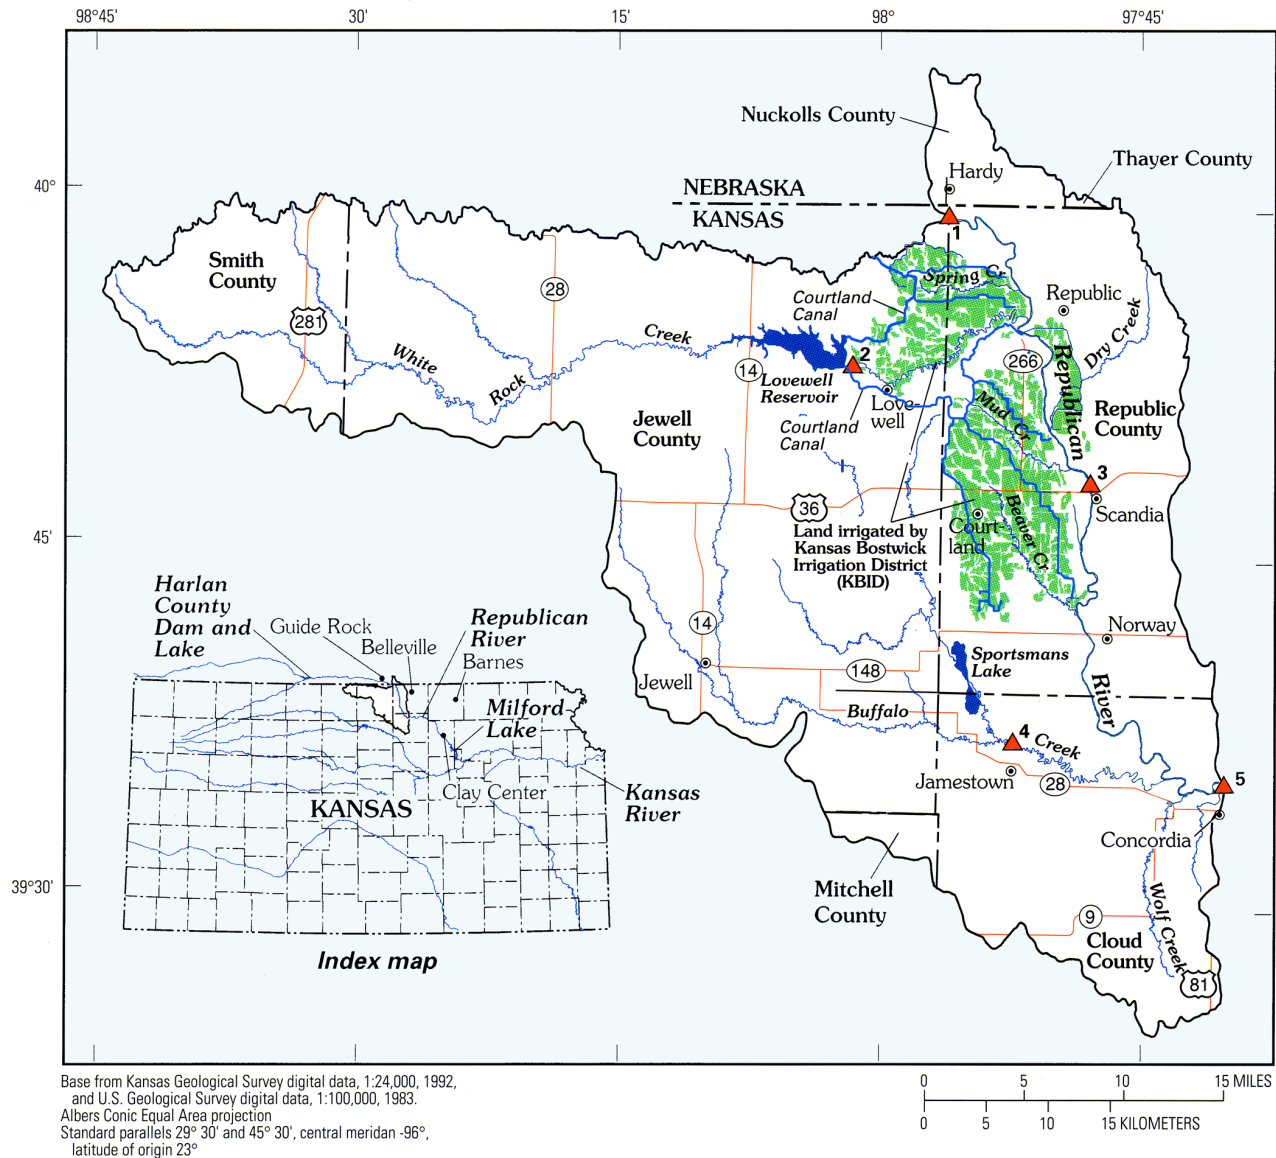 98°45'
30'
15'
98°
97°45'
Nuckolls County
Hardy
Thayer County
40°
NEBRASKA
KANSAS
1
Smith
County
Spring Cr
28
Courtland
Canal
Republic
281
Creek
Dry Creek
White
2
266
Republican
14
Lovewell
Reservoir
Rock
Love-
well
Mud Cr
Republic
County
Jewell
County
Courtland
Canal
3
36
Scandia
Beaver Cr
Court-
land
Land irrigated by
Kansas Bostwick
Irrigation District
(KBID)
45'
Harlan
County
Dam and
Lake
Guide Rock
Republican
River
Belleville
Barnes
14
Norway
Sportsmans
Lake
148
Jewell
River
Milford
Lake
Buffalo
4
Creek
Jamestown
28
5
Clay Center
KANSAS
Kansas
River
Concordia
39°30'
Mitchell
County
Wolf Creek
9
Cloud
County
Index map
81
Base from Kansas Geological Survey digital data, 1:24,000, 1992,
and U.S. Geological Survey digital data, 1:100,000, 1983.
Albers Conic Equal Area projection
Standard parallels 29° 30' and 45° 30', central meridian -96°,
latitude of origin 23°
0 5 10 15 MILES
0 5 10 15 KILOMETERS